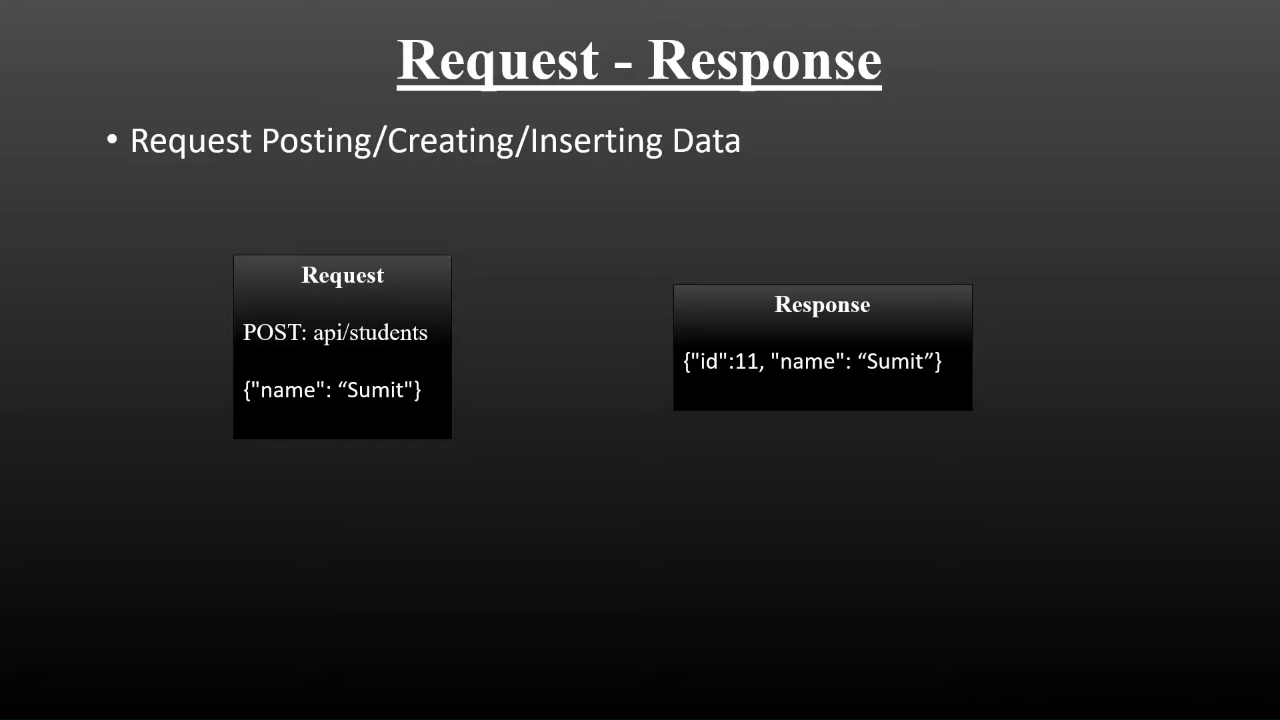 Request - Response
• Request Posting/Creating/Inserting Data
Request
POST: api/students
{"name": “Sumit"}
Response
{"id":11, "name": “Sumit”}